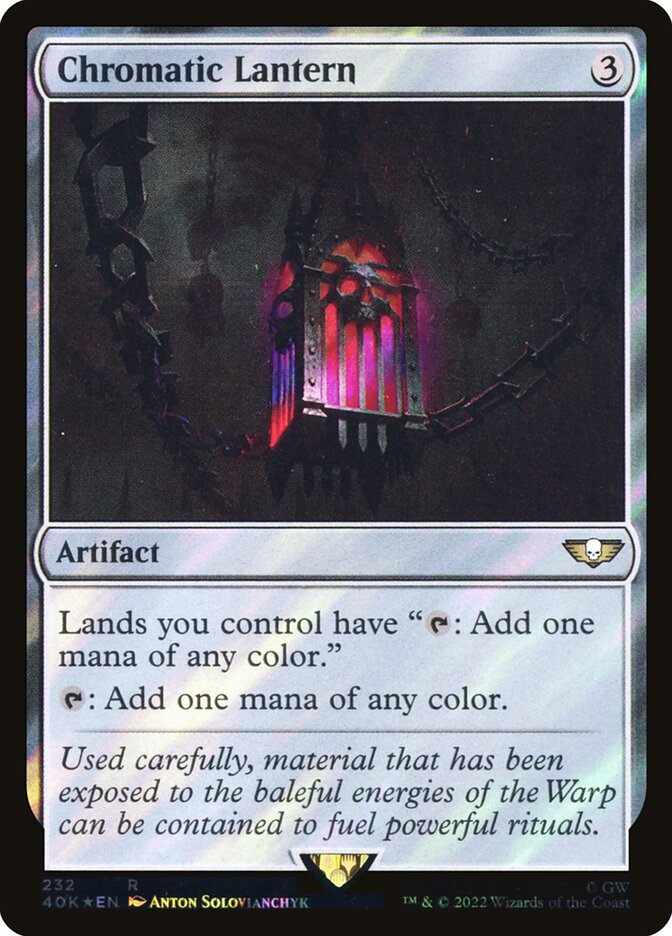 Chromatic Lantern 3
Artifact
Lands you control have “: Add one
mana of any color.”
: Add one mana of any color.
Used carefully, material that has been
exposed to the baleful energies of the Warp
can be contained to fuel powerful rituals.
232 R © GW
40K★EN Anton Solovianchyk ™ & © 2022 Wizards of the Coast